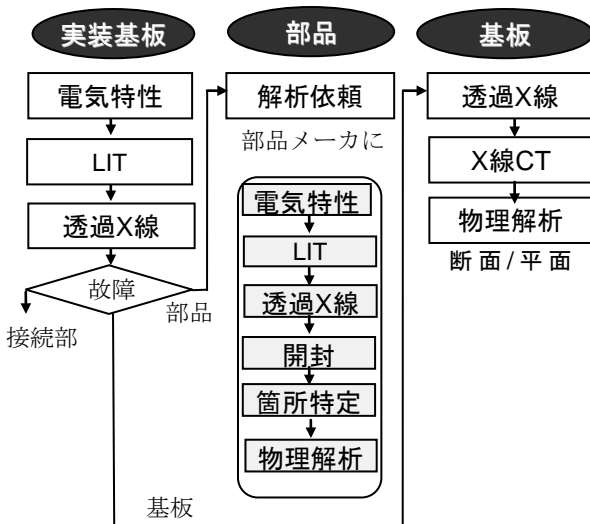 実装基板
電気特性
LIT
透過X線
故障
接続部
部品
基板
部品
解析依頼
部品メーカに
電気特性
LIT
透過X線
開封
箇所特定
物理解析
基板
透過X線
X線CT
物理解析
断面/平面